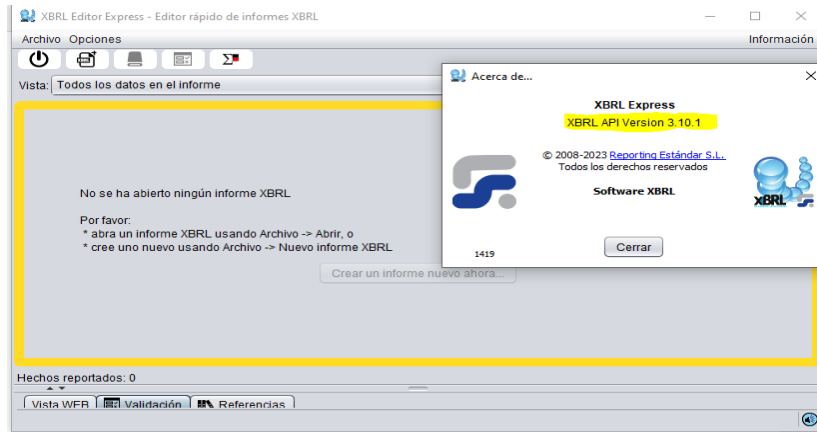 XBRL Editor Express - Editor rápido de informes XBRL
Archivo Opciones
Información
Vista: Todos los datos en el informe
Acerca de...
XBRL Express
XBRL API Version 3.10.1
© 2008-2023 Reporting Estándar S.L.
Todos los derechos reservados
Software XBRL
XBRL
1419
Cerrar
No se ha abierto ningún informe XBRL
Por favor:
* abra un informe XBRL usando Archivo -> Abrir, o
* cree uno nuevo usando Archivo -> Nuevo informe XBRL
Crear un informe nuevo ahora...
Hechos reportados: 0
Vista WEB Validación Referencias